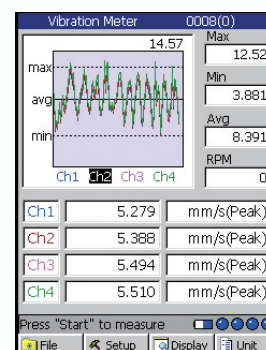 Vibration Meter 0008(0)
14.57
max
avg
min
Ch1 Ch2 Ch3 Ch4
Max
12.52
Min
3.881
Avg
8.391
RPM
0
Ch1 5.279 mm/s(Peak)
Ch2 5.388 mm/s(Peak)
Ch3 5.494 mm/s(Peak)
Ch4 5.510 mm/s(Peak)
Press "Start" to measure
File Setup Display Unit